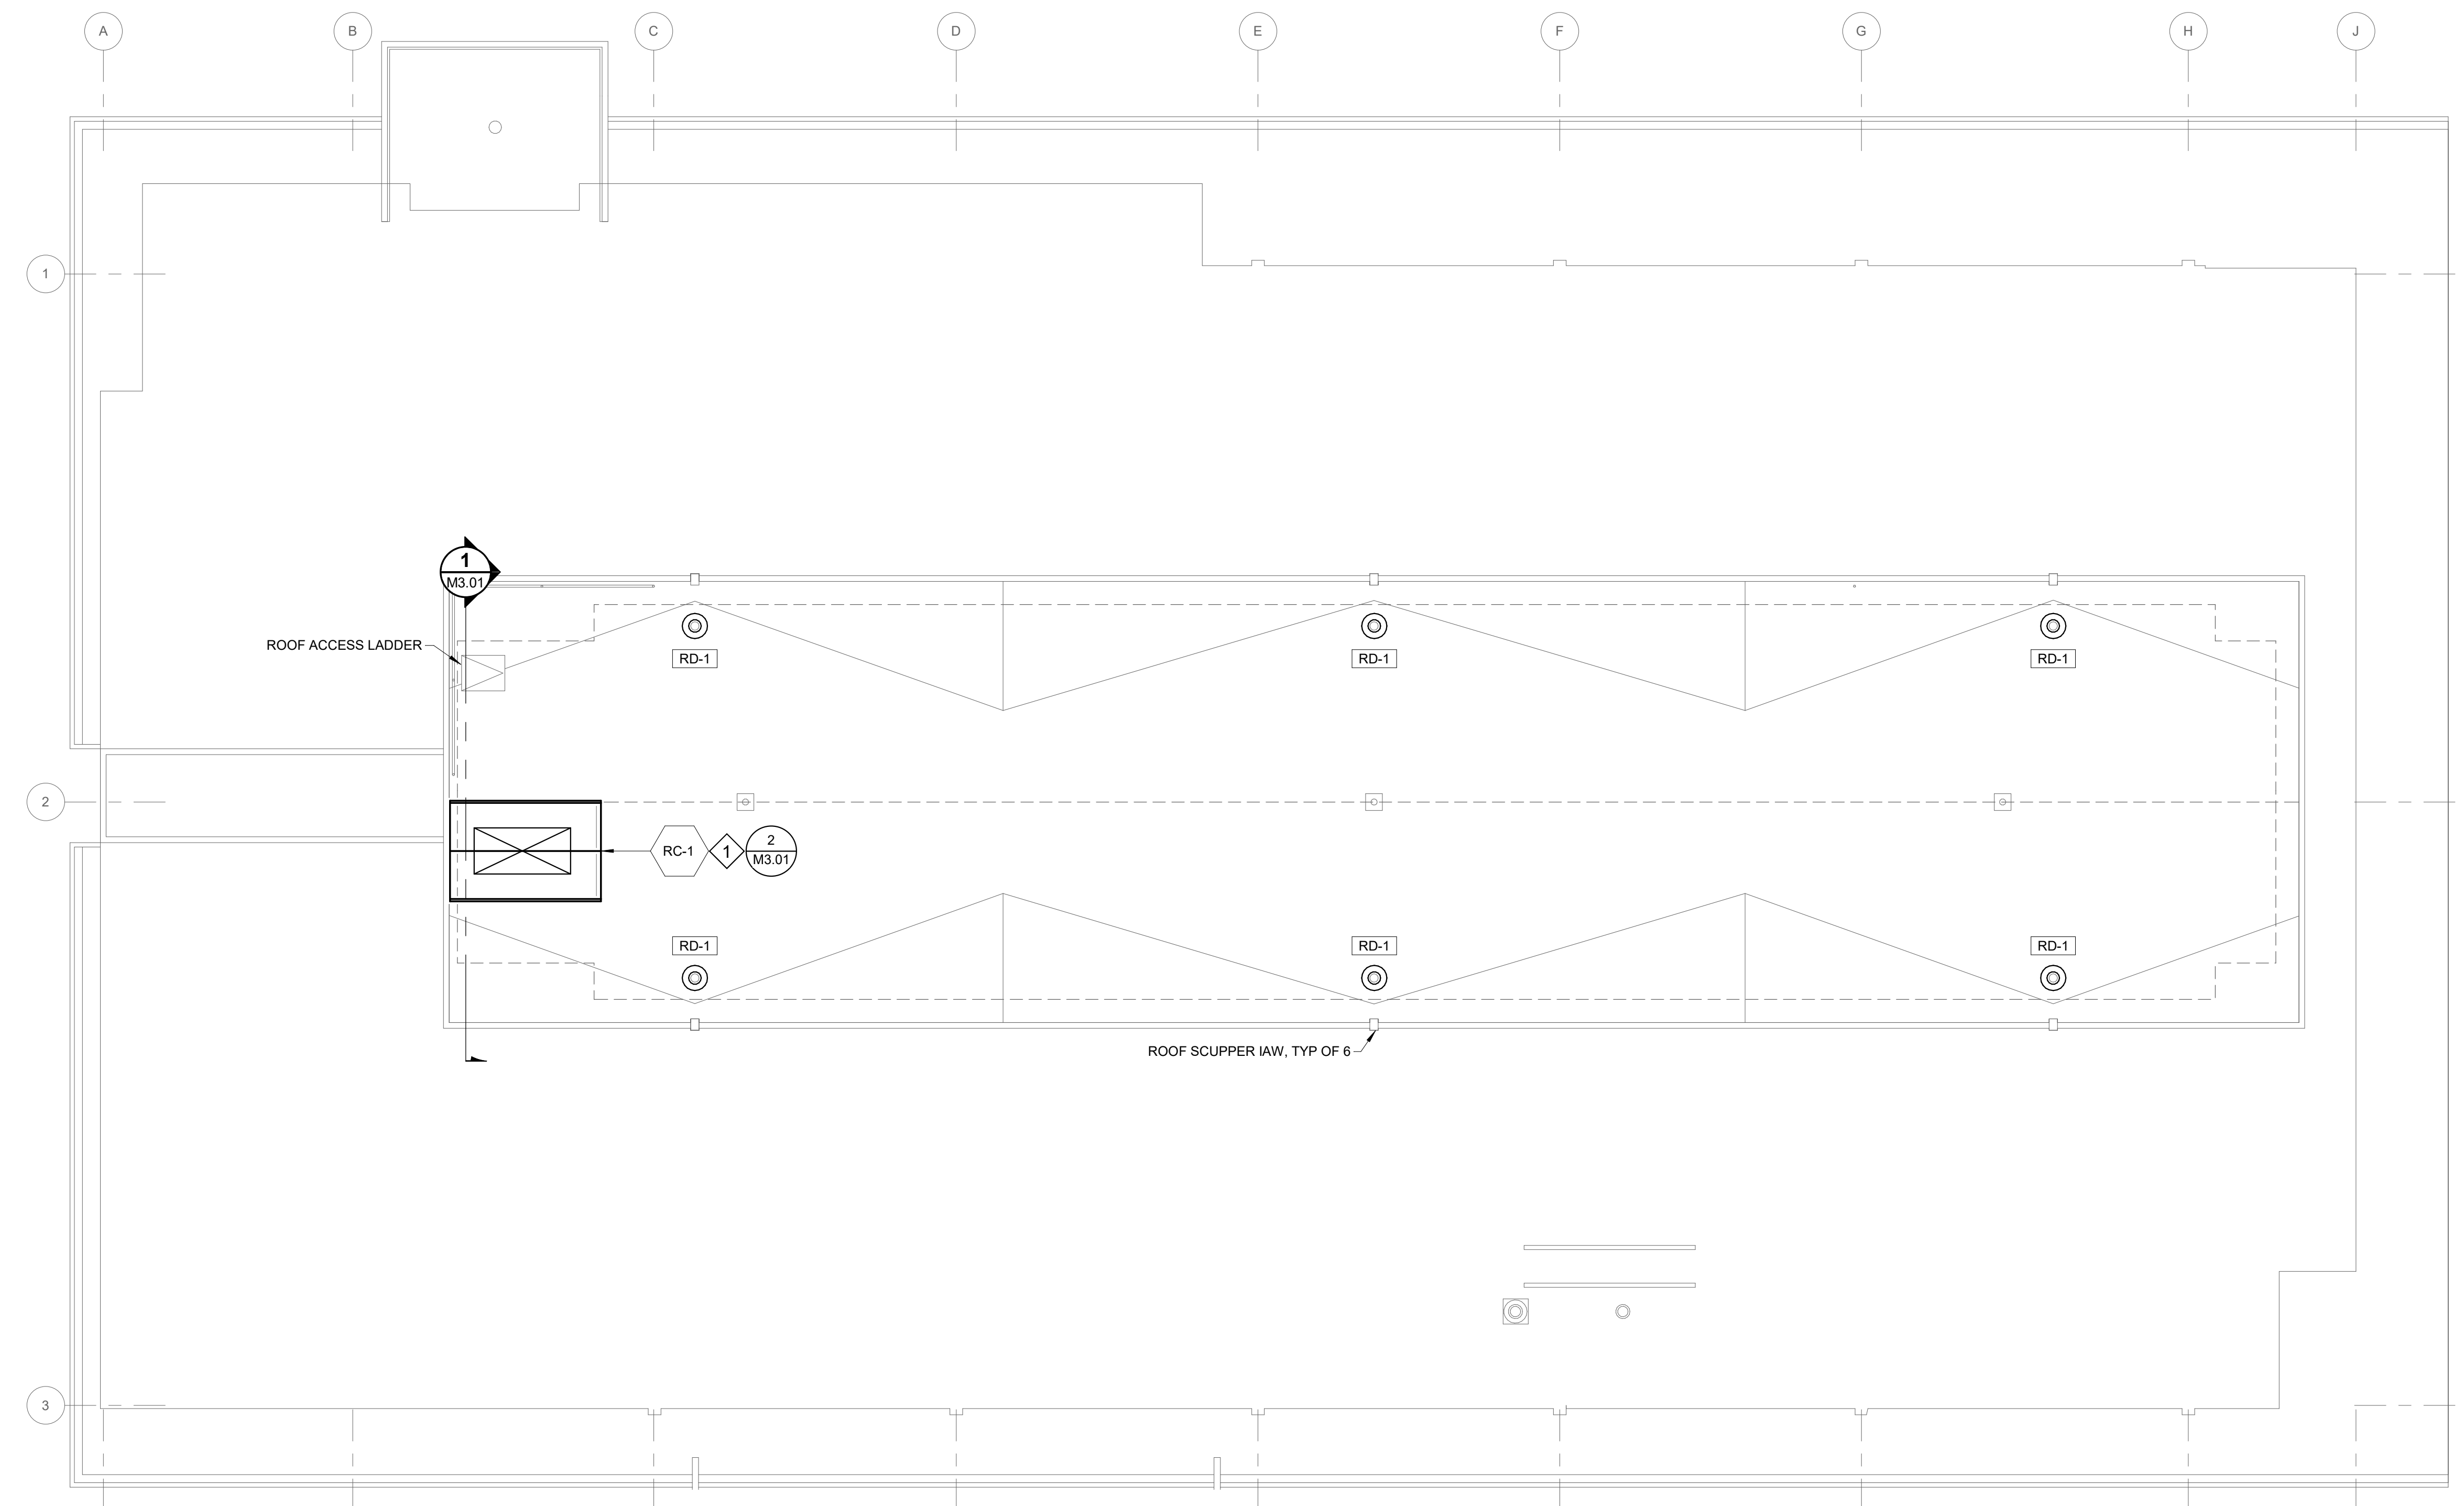 A
B
C
D
E
F
G
H
J
1
1
M3.01
ROOF ACCESS LADDER
RD-1
RD-1
RD-1
2
RC-1
1
2
M3.01
RD-1
RD-1
RD-1
ROOF SCUPPER IAW, TYP OF 6
3